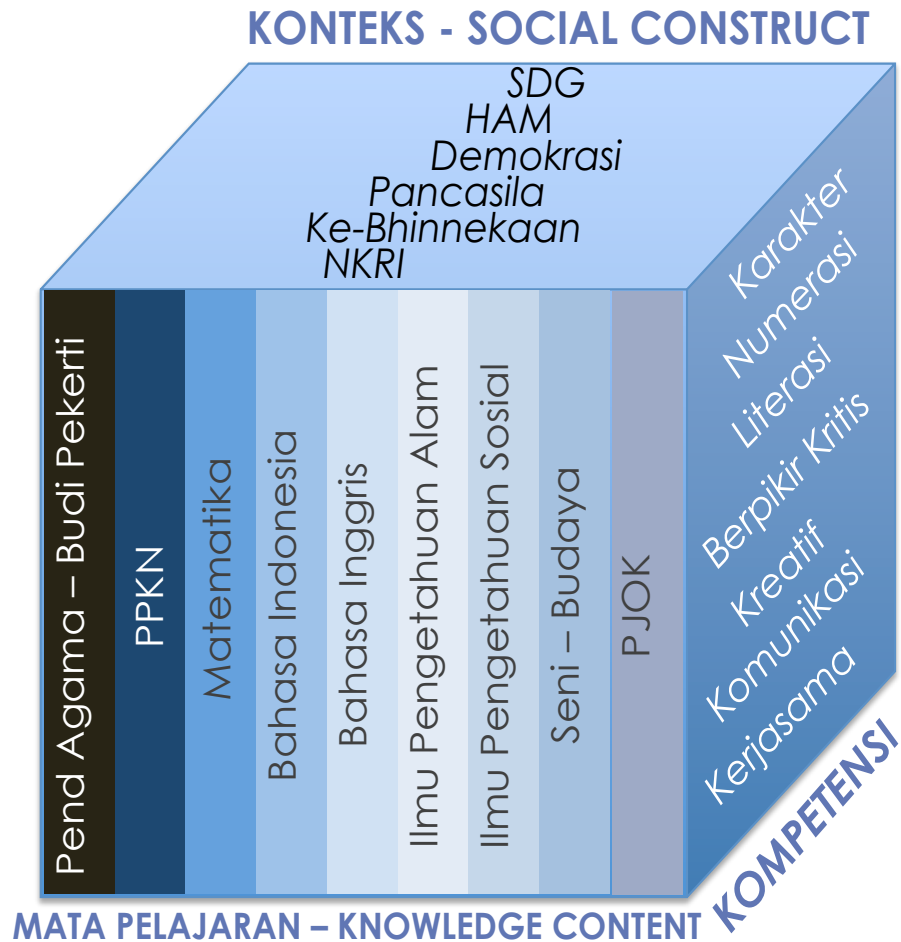 KONTEKS - SOCIAL CONSTRUCT
SDG
HAM
Demokrasi
Pancasila
Ke-Bhinnekaan
NKRI
Pend Agama – Budi Pekerti
PPKN
Matematika
Bahasa Indonesia
Bahasa Inggris
Ilmu Pengetahuan Alam
Ilmu Pengetahuan Sosial
Seni – Budaya
PJOK
Karakter
Numerasi
Literasi
Berpikir Kritis
Kreatif
Komunikasi
Kerjasama
KOMPETENSI
MATA PELAJARAN – KNOWLEDGE CONTENT